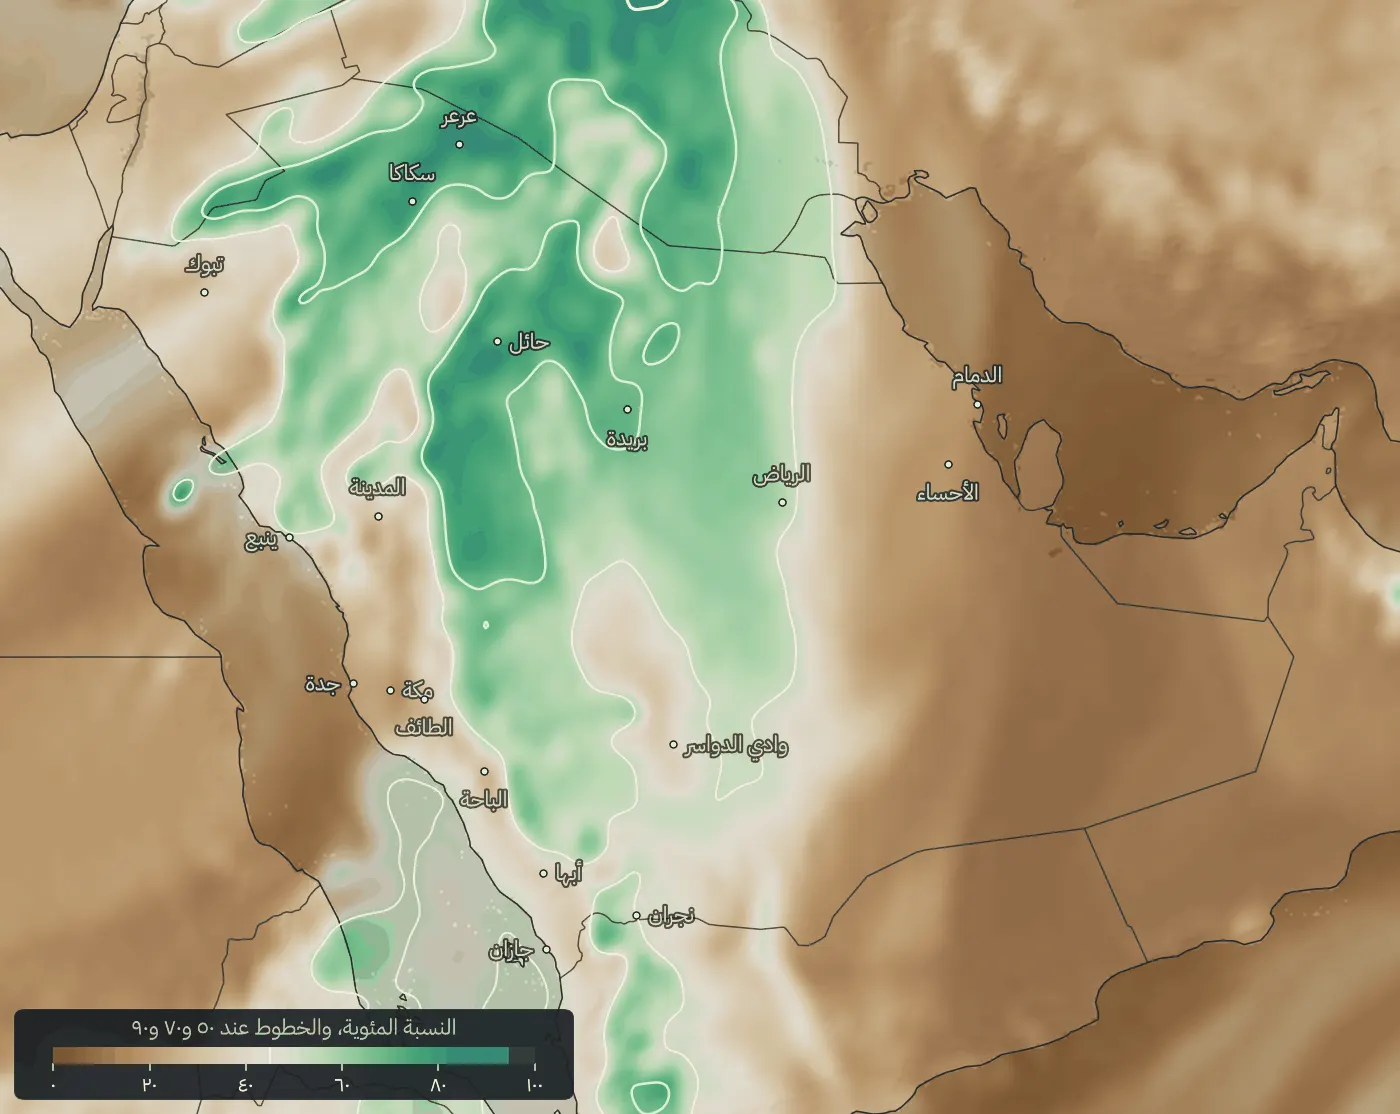 عرعر
سكاكا
تبوك
حائل
الدمام
بريدة
الرياض
المدينة
الأحساء
ينبع
جدة
مكة
الطائف
وادي الدواسر
الباحة
أبها
نجران
جازان
النسبة المئوية، والخطوط عند ٥٠ و٧٠ و٩٠
٠ ٢٠ ٤٠ ٦٠ ٨٠ ١٠٠